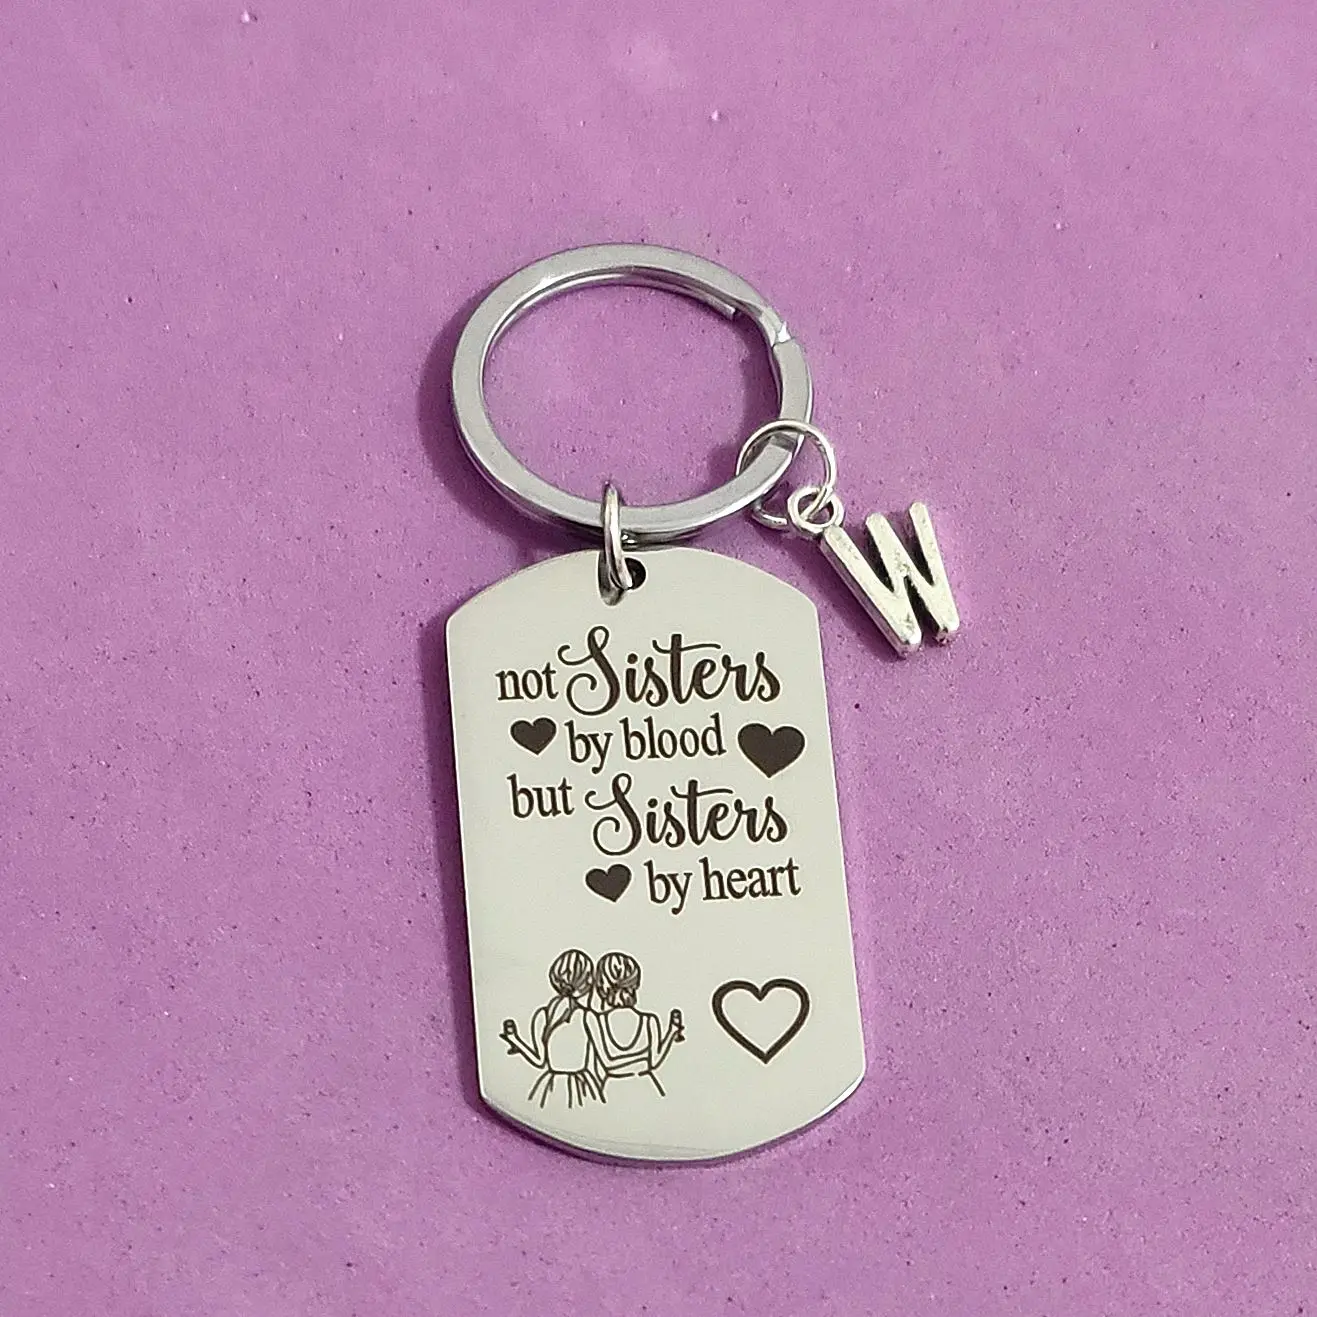 W
not Sisters
by blood
but Sisters
by heart